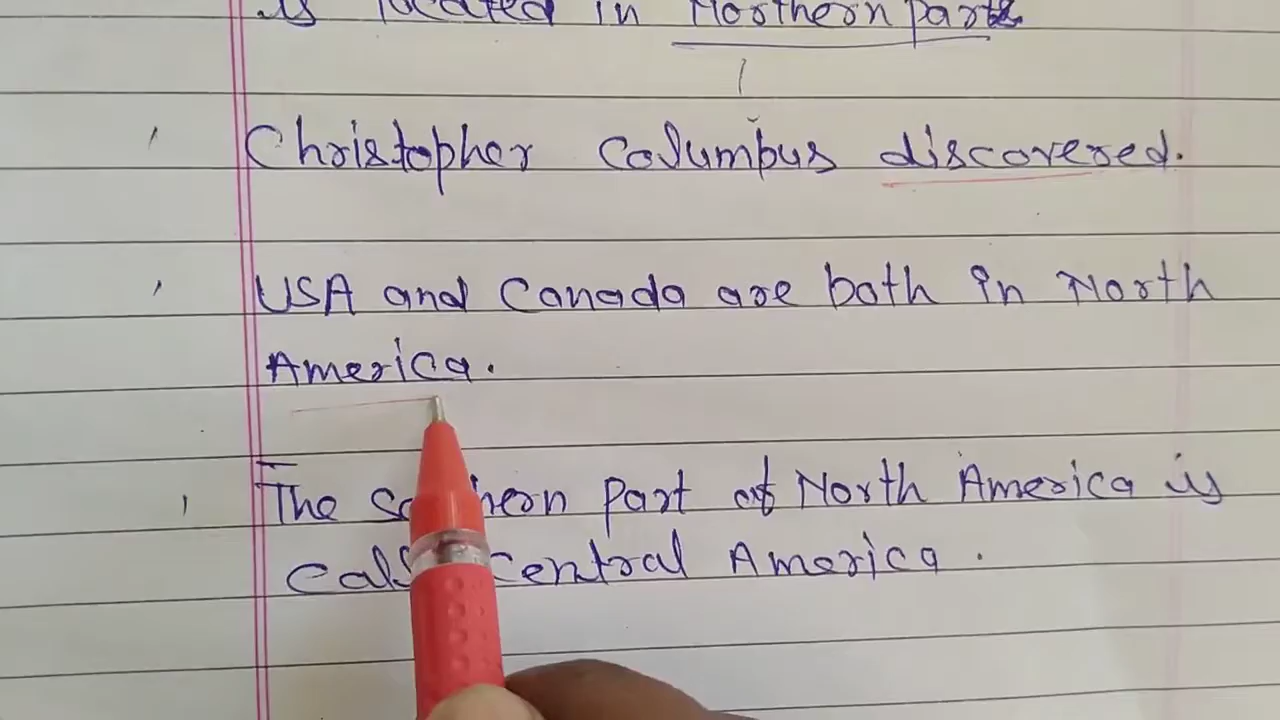 is located in Northern part
Christopher Columbus discovered.
USA and Canada are both in North
America.
The Part of North America is
Central America.